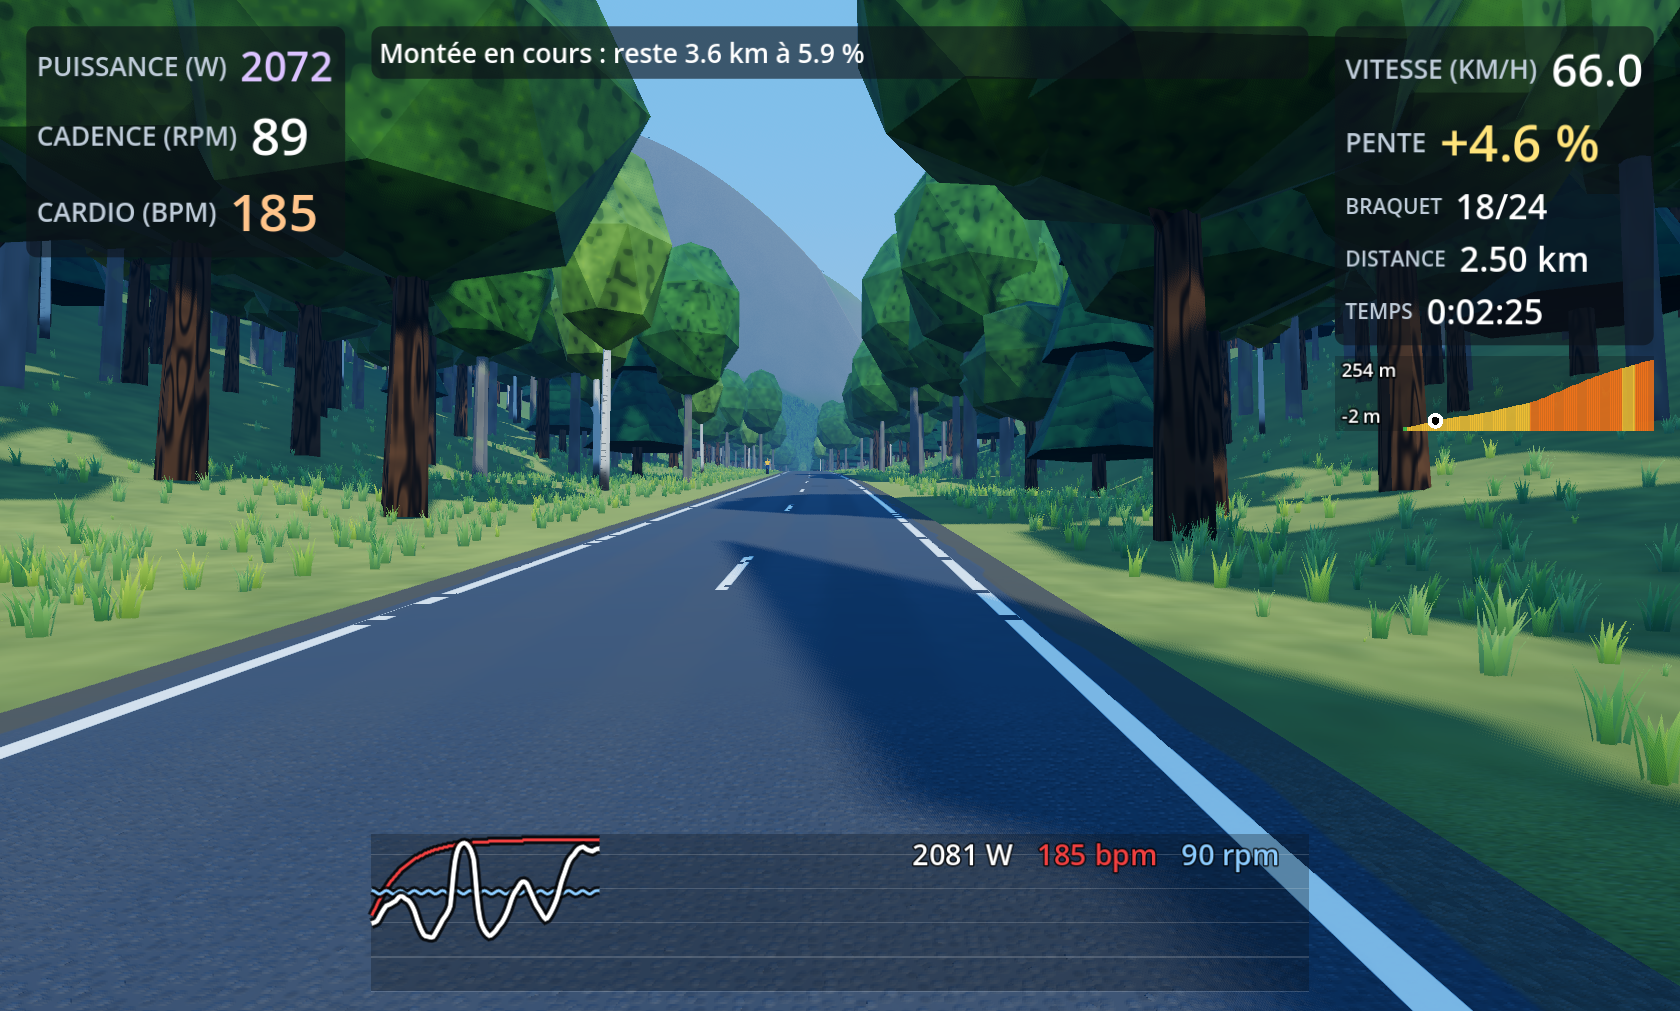 PUISSANCE (W) 2072
CADENCE (RPM) 89
CARDIO (BPM) 185
Montée en cours : reste 3.6 km à 5.9 %
VITESSE (KM/H) 66.0
PENTE +4.6 %
BRAQUET 18/24
DISTANCE 2.50 km
TEMPS 0:02:25
254 m
-2 m
2081 W 185 bpm 90 rpm